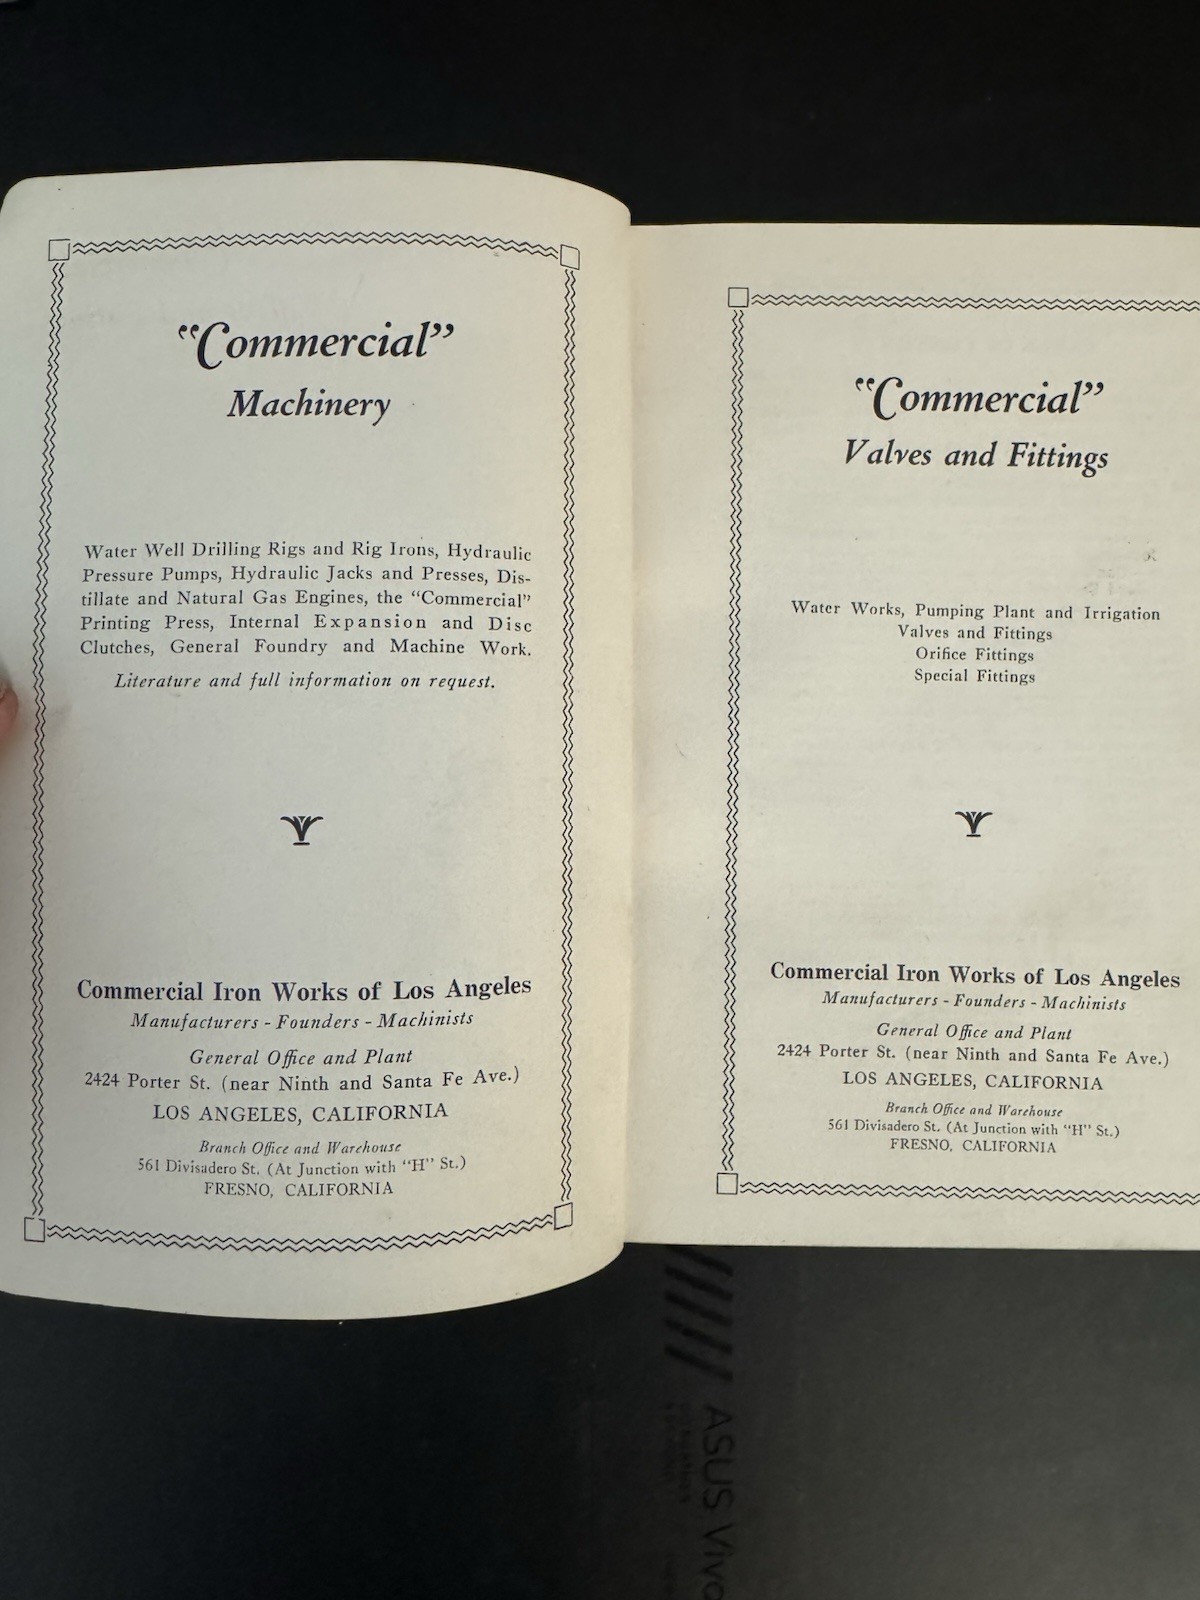 “Commercial”
Machinery
Water Well Drilling Rigs and Rig Irons, Hydraulic
Pressure Pumps, Hydraulic Jacks and Presses, Dis-
tillate and Natural Gas Engines, the “Commercial”
Printing Press, Internal Expansion and Disc
Clutches, General Foundry and Machine Work.
Literature and full information on request.
Commercial Iron Works of Los Angeles
Manufacturers - Founders - Machinists
General Office and Plant
2424 Porter St. (near Ninth and Santa Fe Ave.)
LOS ANGELES, CALIFORNIA
Branch Office and Warehouse
561 Divisadero St. (At Junction with “H” St.)
FRESNO, CALIFORNIA
“Commercial”
Valves and Fittings
Water Works, Pumping Plant and Irrigation
Valves and Fittings
Orifice Fittings
Special Fittings
Commercial Iron Works of Los Angeles
Manufacturers - Founders - Machinists
General Office and Plant
2424 Porter St. (near Ninth and Santa Fe Ave.)
LOS ANGELES, CALIFORNIA
Branch Office and Warehouse
561 Divisadero St. (At Junction with “H” St.)
FRESNO, CALIFORNIA
ASUS Vivo